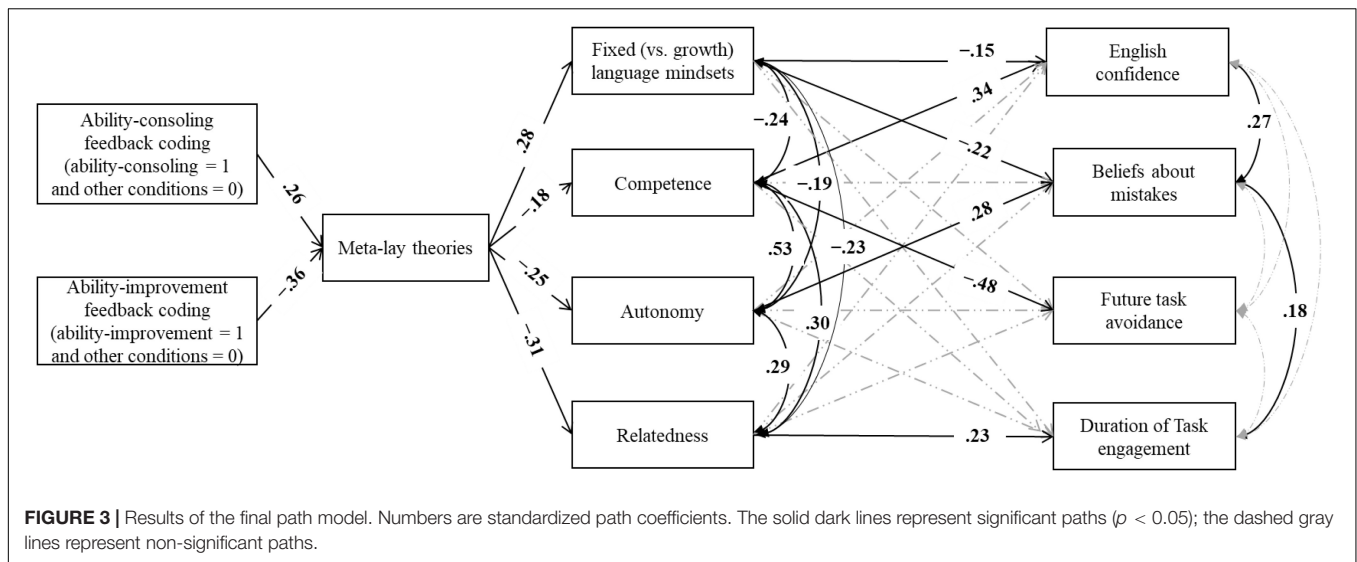 Ability-consoling
feedback coding
(ability-consoling = 1
and other conditions = 0)
Ability-improvement
feedback coding
(ability-improvement = 1
and other conditions = 0)
.26
−.36
Meta-lay theories
.28
−.18
−.25
−.31
Fixed (vs. growth)
language mindsets
Competence
Autonomy
Relatedness
−.24
−.19
.53
−.23
.30
.29
−.15
.34
−.22
.28
−.48
.23
English
confidence
Beliefs about
mistakes
Future task
avoidance
Duration of Task
engagement
.27
.18
FIGURE 3 | Results of the final path model. Numbers are standardized path coefficients. The solid dark lines represent significant paths (p < 0.05); the dashed gray
lines represent non-significant paths.